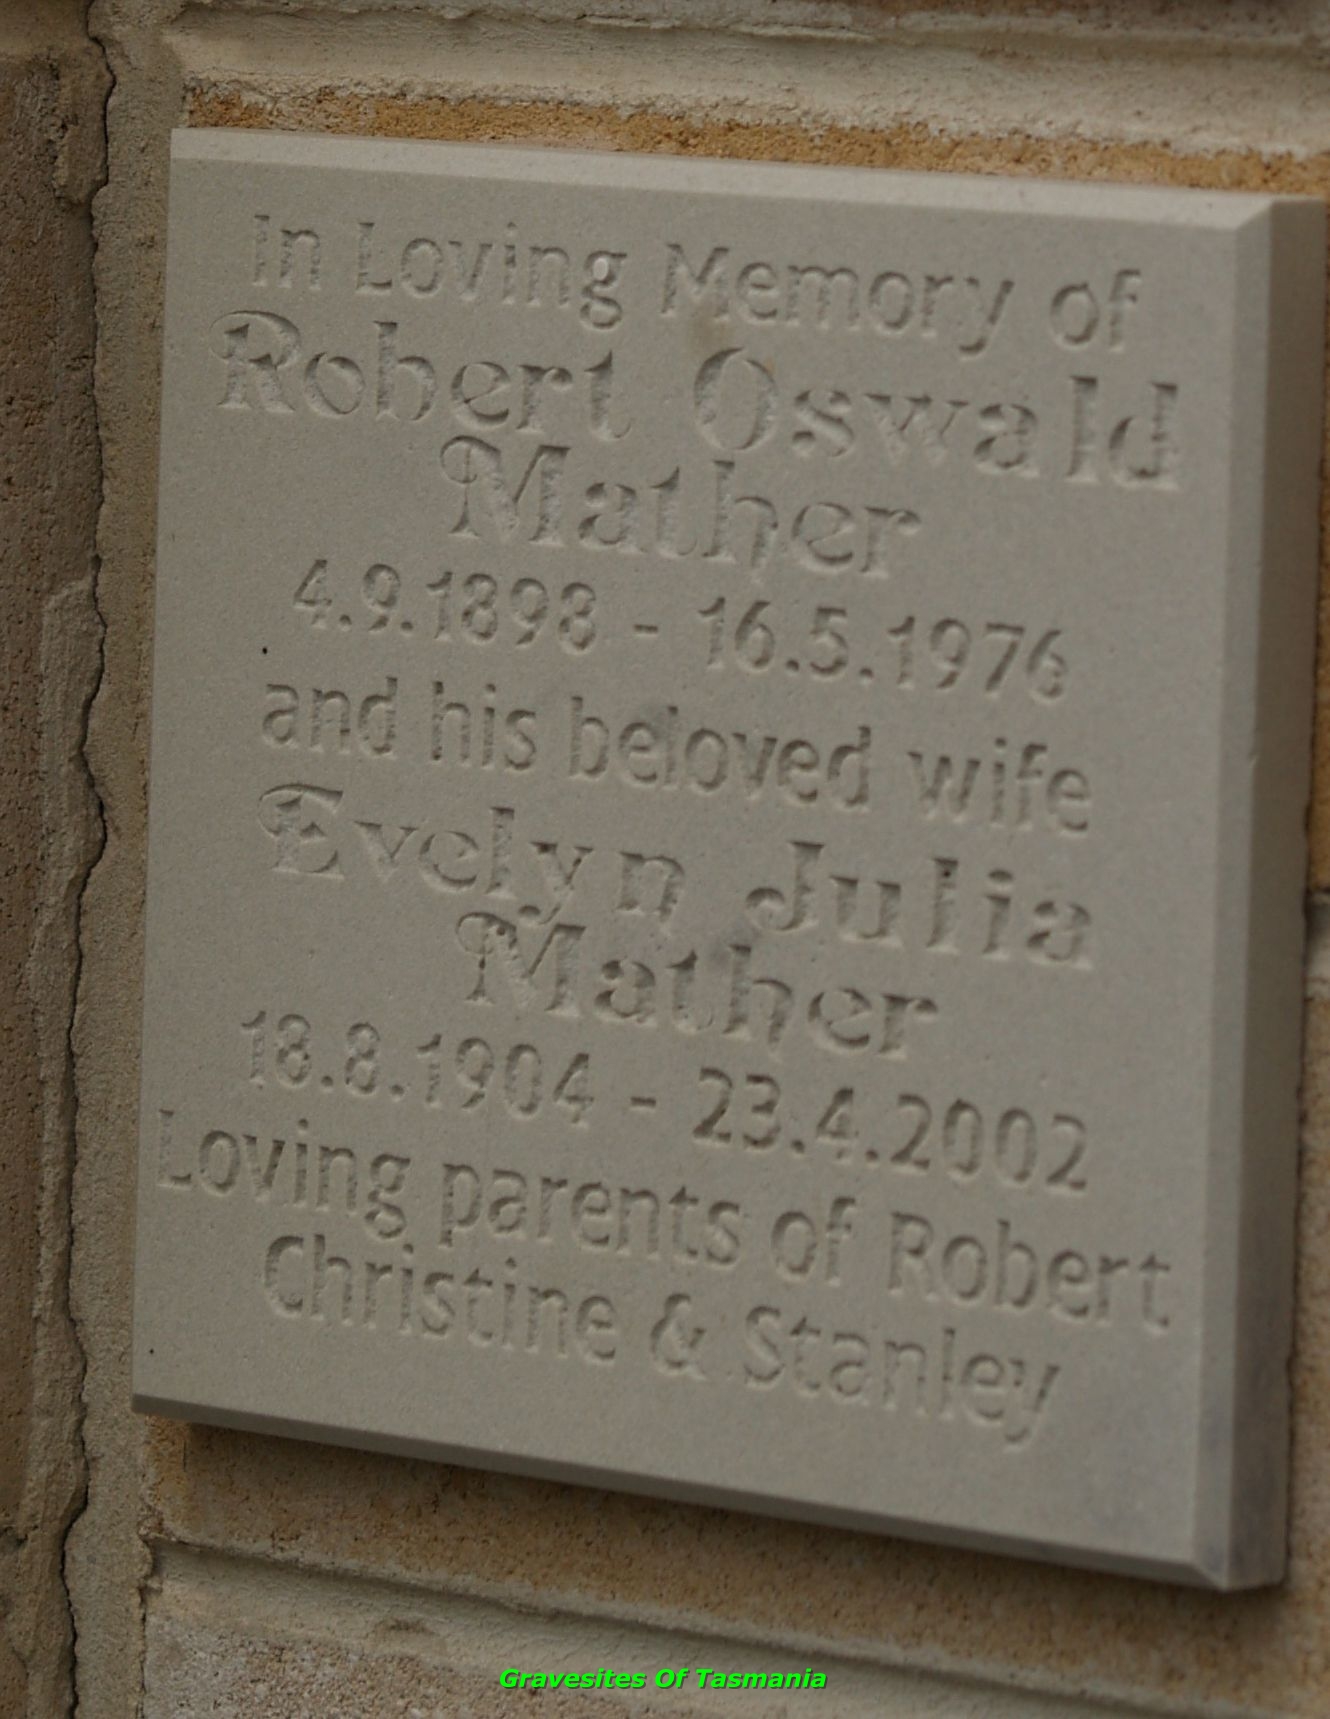 In Loving Memory of
Robert Oswald
Mather
4.9.1898 - 16.5.1976
and his beloved wife
Evelyn Julia
Mather
18.8.1904 - 23.4.2002
Loving parents of Robert
Christine & Stanley
Gravesites Of Tasmania